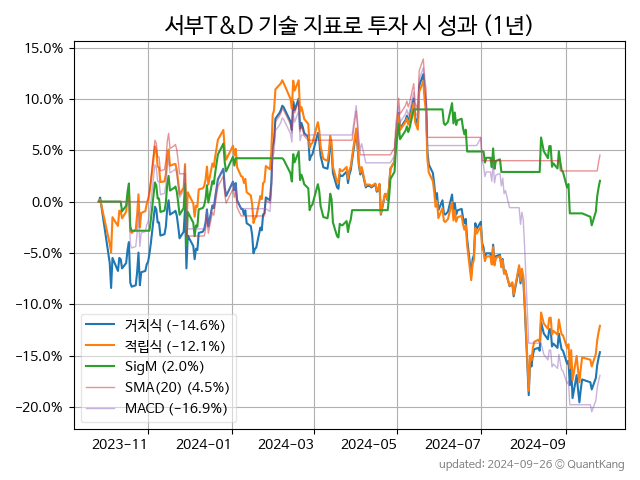 서부T&D 기술 지표로 투자 시 성과 (1년)
15.0%
10.0%
5.0%
0.0%
−5.0%
−10.0%
−15.0%
−20.0%
거치식 (−14.6%)
적립식 (−12.1%)
SigM (2.0%)
SMA(20) (4.5%)
MACD (−16.9%)
2023−11 2024−01 2024−03 2024−05 2024−07 2024−09
updated: 2024-09-26 © QuantKang